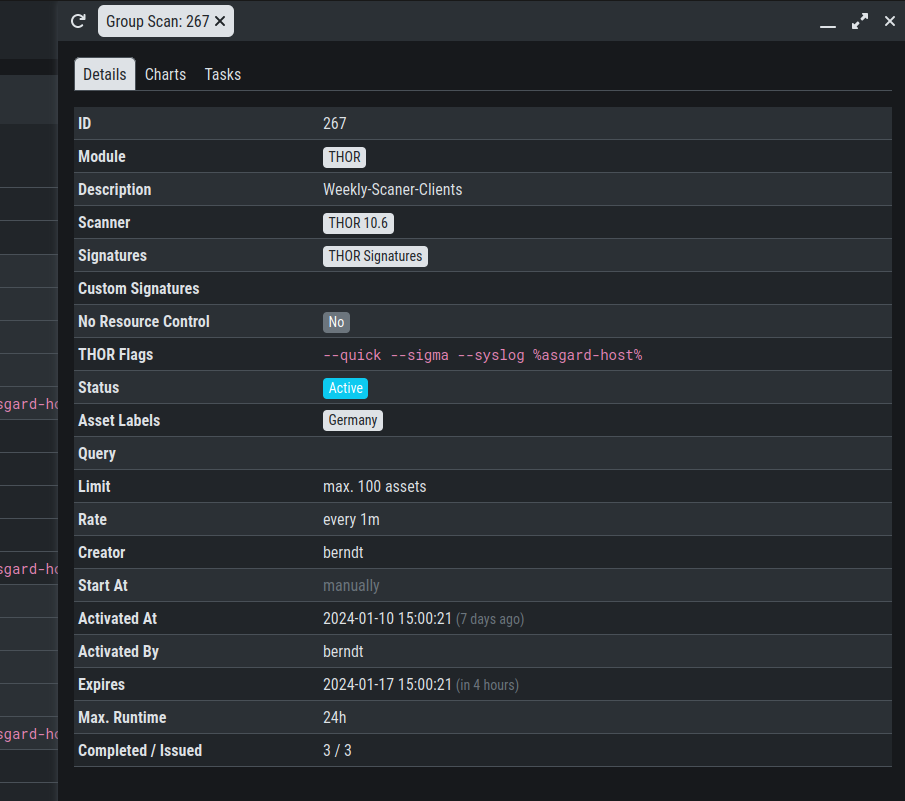 Group Scan: 267
Details Charts Tasks
ID 267
Module THOR
Description Weekly-Scaner-Clients
Scanner THOR 10.6
Signatures THOR Signatures
Custom Signatures
No Resource Control No
THOR Flags --quick --sigma --syslog %asgard-host%
Status Active
Asset Labels Germany
Query
Limit max. 100 assets
Rate every 1m
Creator berndt
Start At manually
Activated At 2024-01-10 15:00:21 (7 days ago)
Activated By berndt
Expires 2024-01-17 15:00:21 (in 4 hours)
Max. Runtime 24h
Completed / Issued 3 / 3
sgard-ho
sgard-ho
sgard-ho